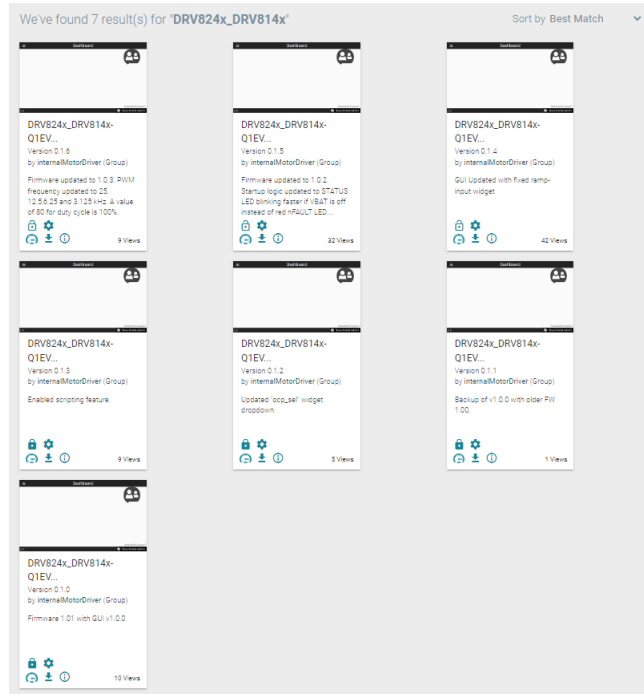 We've found 7 result(s) for "DRV824x_DRV814x"
Sort by Best Match
Dashboard
DRV824x_DRV814x-
Q1EV...
Version 0.1.6
by internalMotorDriver (Group)
Firmware updated to 1.0.3. PWM
frequency updated to 25,
12.5,6.25 and 3.125 kHz. A value
of 80 for duty cycle is 100%.
9 Views
Dashboard
DRV824x_DRV814x-
Q1EV...
Version 0.1.5
by internalMotorDriver (Group)
Firmware updated to 1.0.2.
Startup logic updated to STATUS
LED blinking faster if VBAT is off
instead of red nFAULT LED...
32 Views
Dashboard
DRV824x_DRV814x-
Q1EV...
Version 0.1.4
by internalMotorDriver (Group)
GUI Updated with fixed ramp-
input widget
42 Views
Dashboard
DRV824x_DRV814x-
Q1EV...
Version 0.1.3
by internalMotorDriver (Group)
Enabled scripting feature.
9 Views
Dashboard
DRV824x_DRV814x-
Q1EV...
Version 0.1.2
by internalMotorDriver (Group)
Updated 'ocp_sel' widget
dropdown
5 Views
Dashboard
DRV824x_DRV814x-
Q1EV...
Version 0.1.1
by internalMotorDriver (Group)
Backup of v1.0.0 with older FW
1.00.
1 Views
Dashboard
DRV824x_DRV814x-
Q1EV...
Version 0.1.0
by internalMotorDriver (Group)
Firmware 1.01 with GUI v1.0.0
10 Views